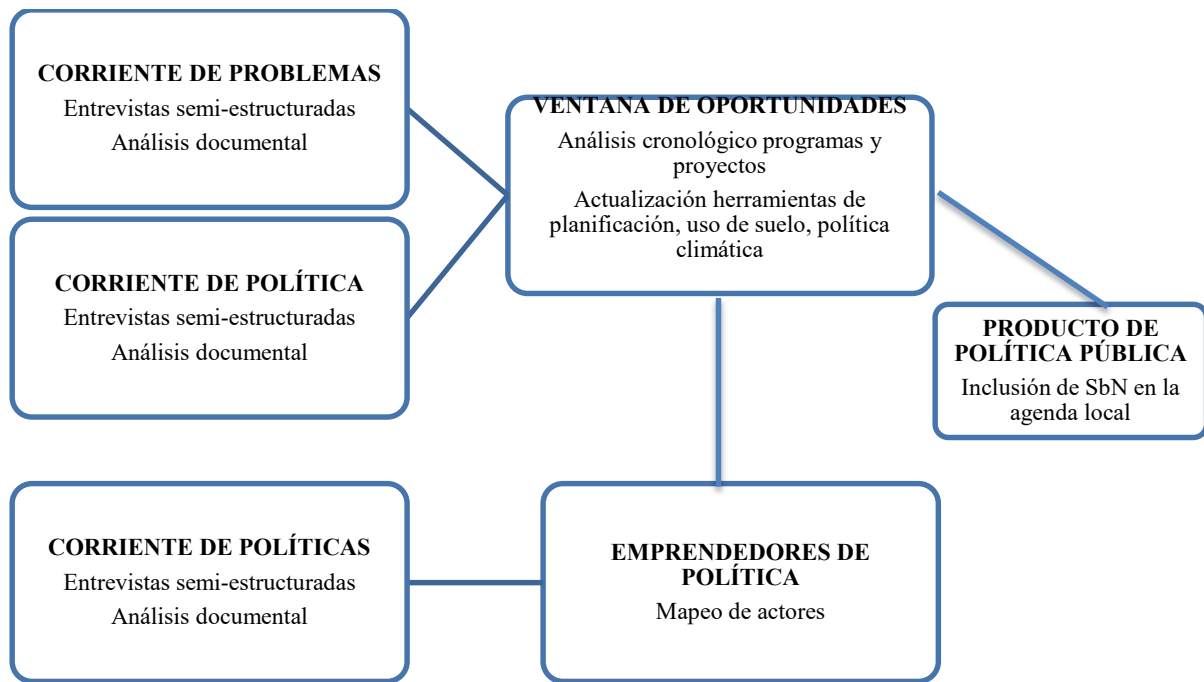 CORRIENTE DE PROBLEMAS
Entrevistas semi-estructuradas
Análisis documental
CORRIENTE DE POLÍTICA
Entrevistas semi-estructuradas
Análisis documental
CORRIENTE DE POLÍTICAS
Entrevistas semi-estructuradas
Análisis documental
VENTANA DE OPORTUNIDADES
Análisis cronológico programas y
proyectos
Actualización herramientas de
planificación, uso de suelo, política
climática
EMPRENDEDORES DE
POLÍTICA
Mapeo de actores
PRODUCTO DE
POLÍTICA PÚBLICA
Inclusión de SbN en la
agenda local